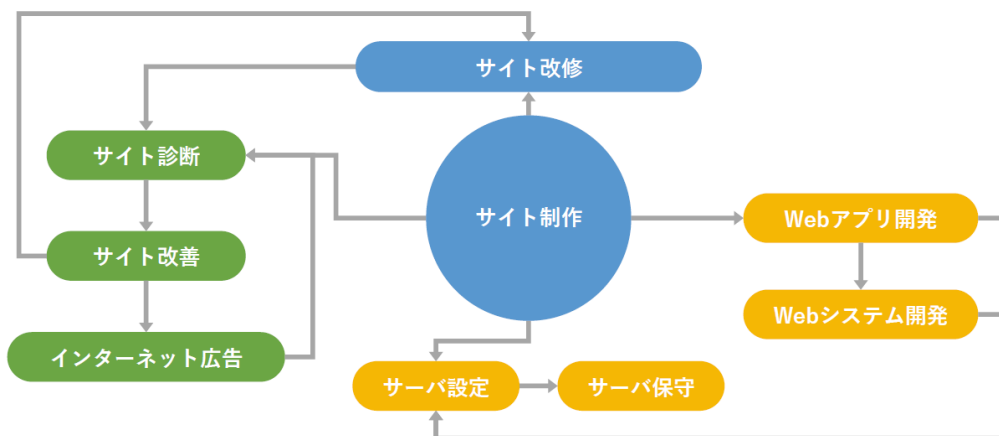 サイト改修
サイト診断
サイト制作
Webアプリ開発
サイト改善
Webシステム開発
インターネット広告
サーバ設定
サーバ保守